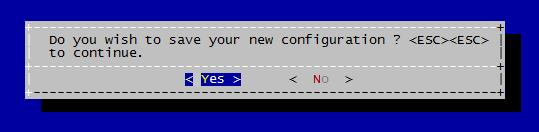 Do you wish to save your new configuration ? <ESC><ESC>
to continue.
< Yes > < No >